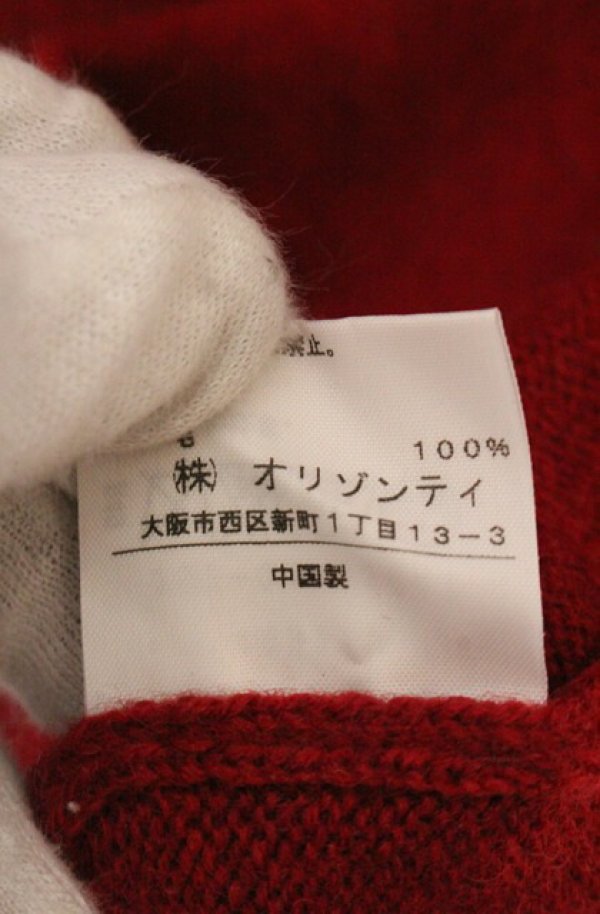 禁止。
100%
㈱ オリゾンティ
大阪市西区新町1丁目13-3
中国製